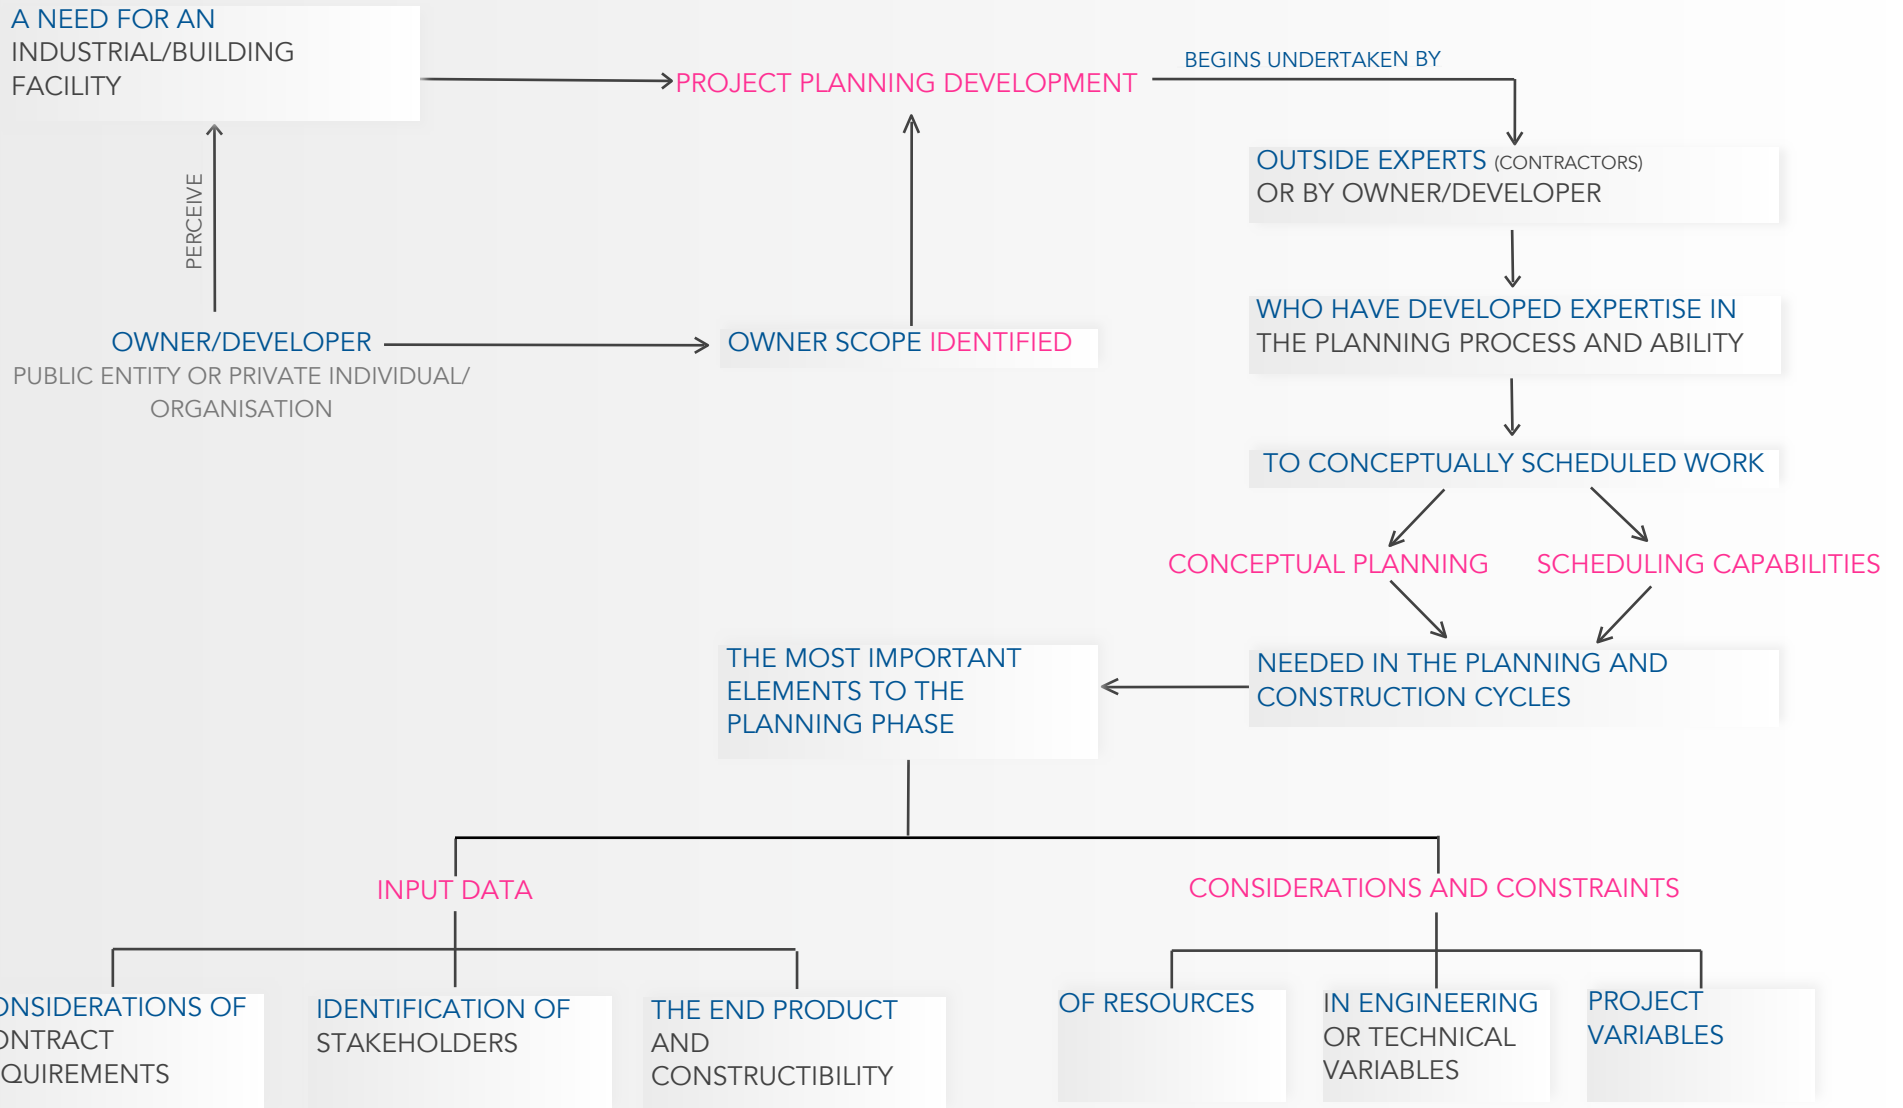 A NEED FOR AN
INDUSTRIAL/BUILDING
FACILITY
PROJECT PLANNING DEVELOPMENT
BEGINS UNDERTAKEN BY
OUTSIDE EXPERTS (CONTRACTORS)
OR BY OWNER/DEVELOPER
PERCEIVE
WHO HAVE DEVELOPED EXPERTISE IN
THE PLANNING PROCESS AND ABILITY
OWNER/DEVELOPER
PUBLIC ENTITY OR PRIVATE INDIVIDUAL/
ORGANISATION
OWNER SCOPE IDENTIFIED
TO CONCEPTUALLY SCHEDULED WORK
CONCEPTUAL PLANNING
SCHEDULING CAPABILITIES
NEEDED IN THE PLANNING AND
CONSTRUCTION CYCLES
THE MOST IMPORTANT
ELEMENTS TO THE
PLANNING PHASE
INPUT DATA
CONSIDERATIONS AND CONSTRAINTS
ONSIDERATIONS OF
ONTRACT
QUIREMENTS
IDENTIFICATION OF
STAKEHOLDERS
THE END PRODUCT
AND
CONSTRUCTIBILITY
OF RESOURCES
IN ENGINEERING
OR TECHNICAL
VARIABLES
PROJECT
VARIABLES